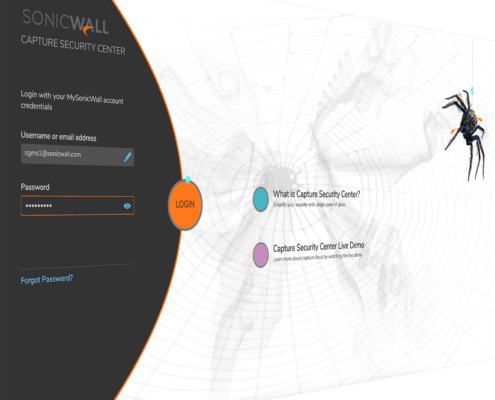 SONICWALL
CAPTURE SECURITY CENTER
Login with your MySonicWall account
credentials
Username or email address
cgms1@sonicwall.com
Password
•••••••••
LOGIN
Forgot Password?
What is Capture Security Center?
Simplify your security with single pane of glass.
Capture Security Center Live Demo
Learn more about capture cloud by watching the live demo